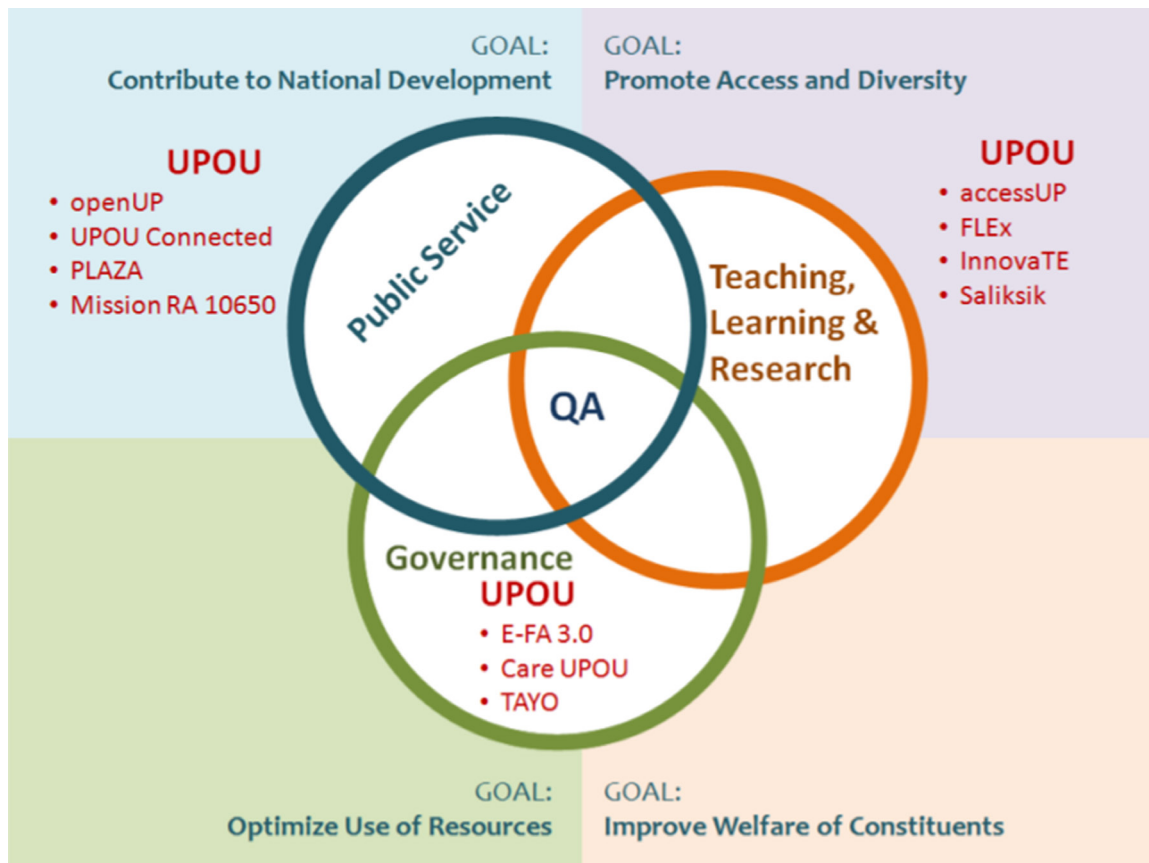 GOAL:
Contribute to National Development
GOAL:
Promote Access and Diversity
UPOU
• openUP
• UPOU Connected
• PLAZA
• Mission RA 10650
UPOU
• accessUP
• FLEx
• InnovaTE
• Saliksik
Public Service
Teaching,
Learning &
Research
QA
Governance
UPOU
• E-FA 3.0
• Care UPOU
• TAYO
GOAL:
Optimize Use of Resources
GOAL:
Improve Welfare of Constituents